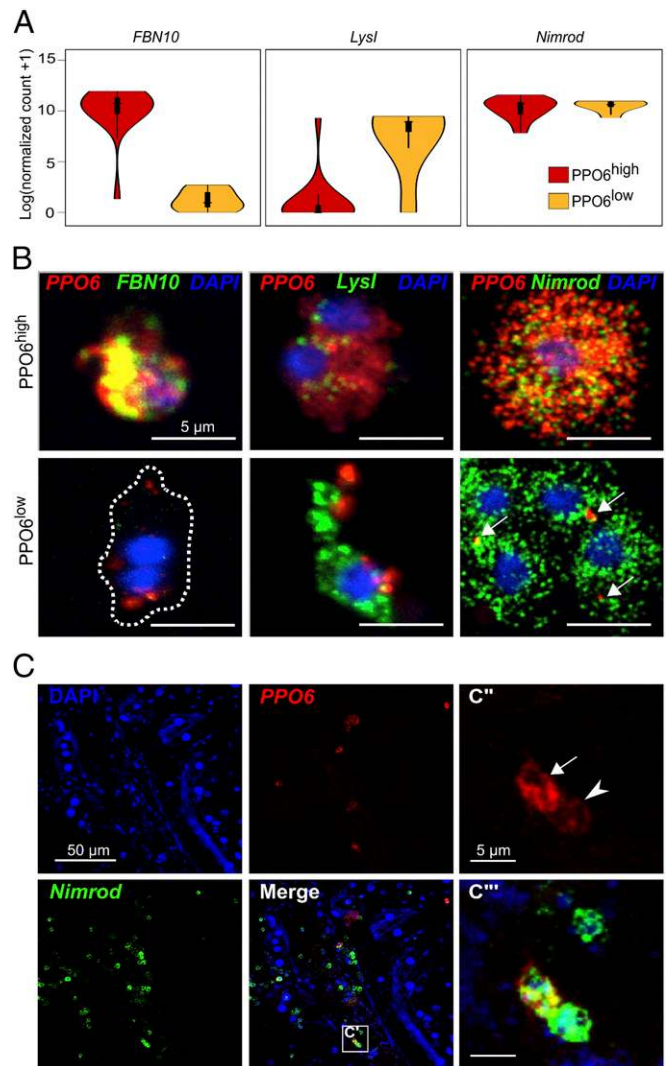 A
FBN10 LysI Nimrod
Log(normalized count +1)
15
10
5
0
PPO6high
PPO6low
B
PPO6 FBN10 DAPI PPO6 LysI DAPI PPO6 Nimrod DAPI
PPO6high
5 µm
PPO6low
C
DAPI PPO6 C''
50 µm 5 µm
Nimrod Merge C'''
C'